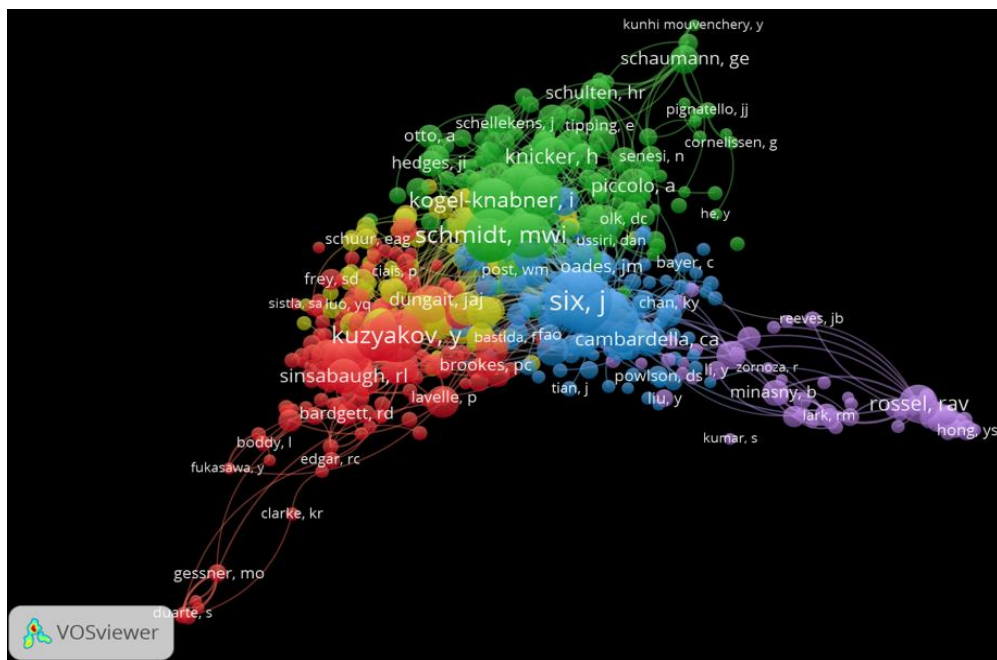 kunhi mouvenchery, y
schaumann, ge
schulten, hr
pignatello, jj
schellekens, j
tipping, e
otto, a
cornelissen, g
knicker, h
senesi, n
hedges, ji
piccolo, a
kogel-knabner, i
he, y
olk, dc
schmidt, mwi
ussiri, dan
schuur, eag
ciais, p
post, wm
oades, jm
bayer, c
frey, sd
sistla, sa
luo, yq
dungait, jaj
six, j
chan, ky
reeves, jb
kuzyakov, y
bastida, f
fao
cambardella, ca
brookes, pc
sinsabaugh, rl
tian, j
powlson, ds
li, y
zornoza, r
minasny, b
lavelle, p
liu, y
rossel, rav
bardgett, rd
lark, rm
hong, ys
kumar, s
boddy, l
edgar, rc
fukasawa, y
clarke, kr
gessner, mo
duarte, s
VOSviewer